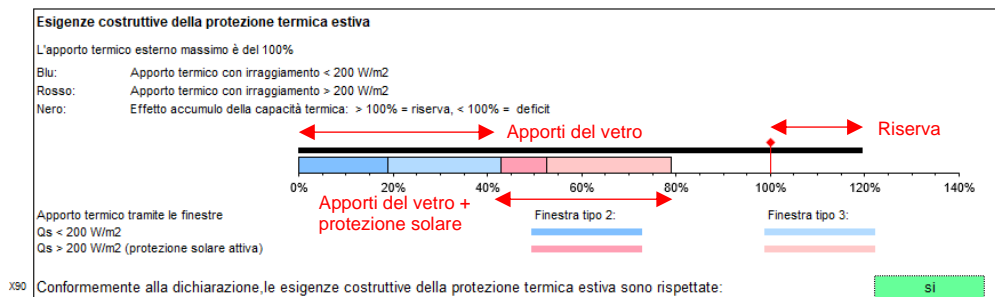 Esigenze costruttive della protezione termica estiva
L'apporto termico esterno massimo è del 100%
Blu: Apporto termico con irraggiamento < 200 W/m2
Rosso: Apporto termico con irraggiamento > 200 W/m2
Nero: Effetto accumulo della capacità termica: > 100% = riserva, < 100% = deficit
Apporti del vetro
Riserva
0% 20% 40% 60% 80% 100% 120% 140%
Apporti del vetro +
protezione solare
Apporto termico tramite le finestre Finestra tipo 2: Finestra tipo 3:
Qs < 200 W/m2
Qs > 200 W/m2 (protezione solare attiva)
X90 Conformemente alla dichiarazione,le esigenze costruttive della protezione termica estiva sono rispettate: si